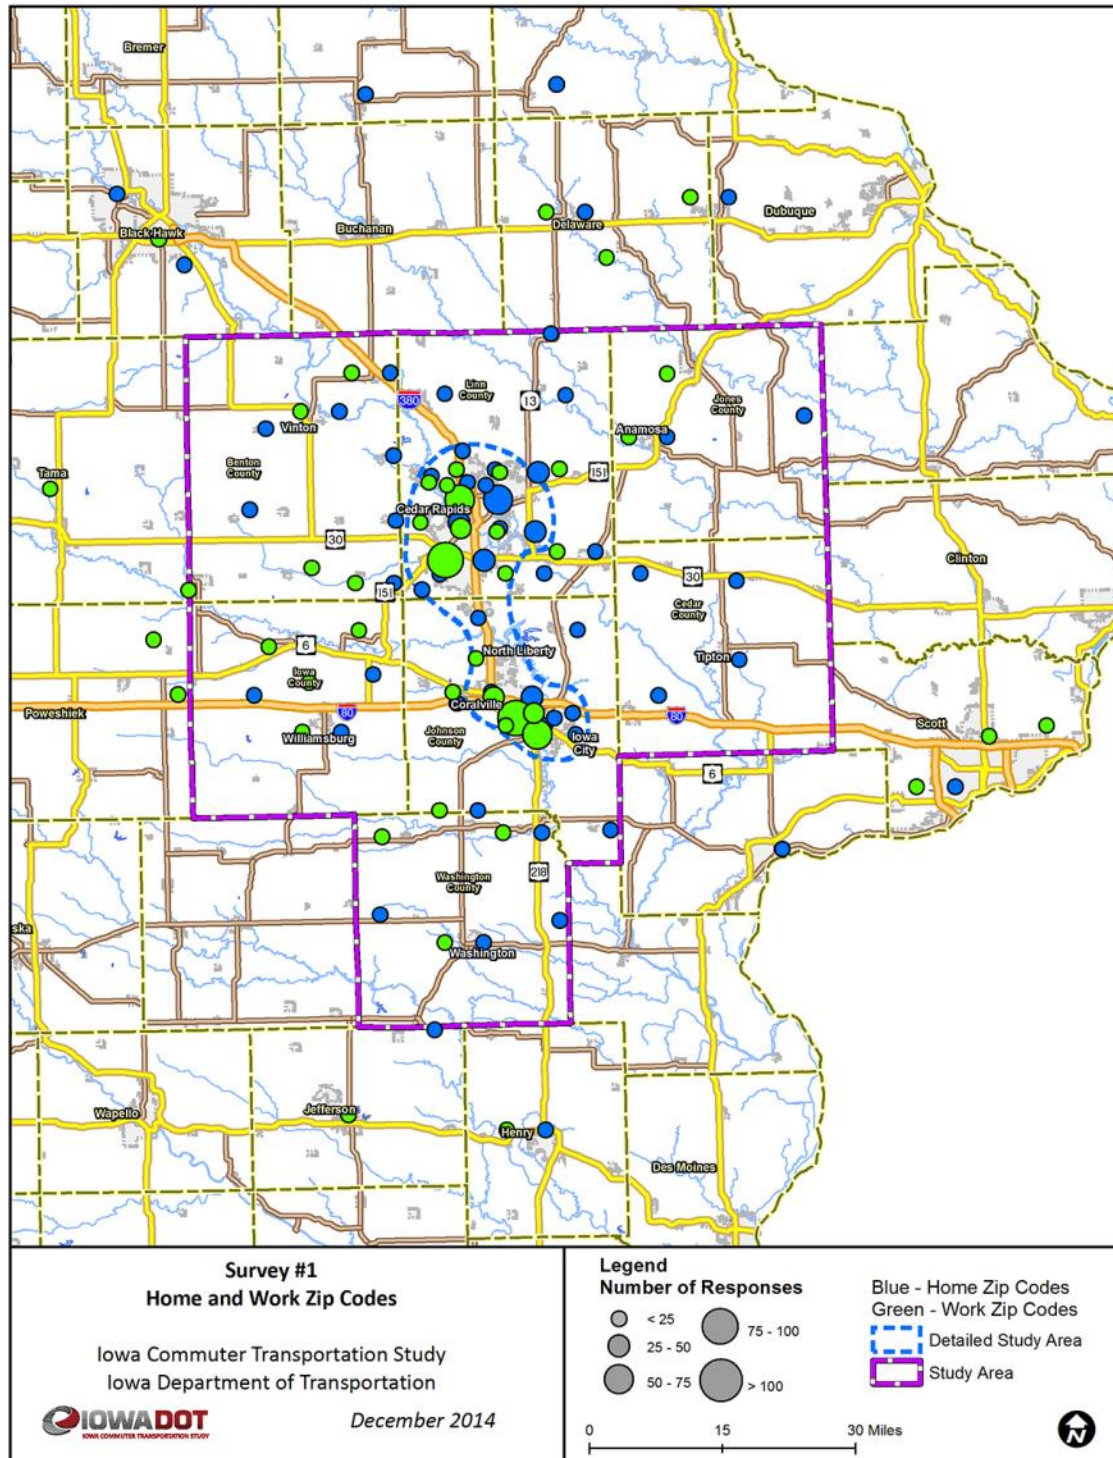 Bremer
Black Hawk
Buchanan
Delaware
Dubuque
Linn
County
380
13
Jones
County
Vinton
Anamosa
Benton
County
151
Tama
Cedar Rapids
30
Clinton
30
151
Cedar
County
6
North Liberty
Tipton
Iowa
County
Coralville
80
80
Poweshiek
Scott
Williamsburg
Johnson
County
Iowa
City
6
218
Washington
County
ska
Washington
Wapello
Jefferson
Henry
Des Moines
Survey #1
Home and Work Zip Codes
Iowa Commuter Transportation Study
Iowa Department of Transportation
IOWADOT
IOWA COMMUTER TRANSPORTATION STUDY
December 2014
Legend
Number of Responses
< 25
25 - 50
50 - 75
75 - 100
> 100
Blue - Home Zip Codes
Green - Work Zip Codes
Detailed Study Area
Study Area
0 15 30 Miles
N